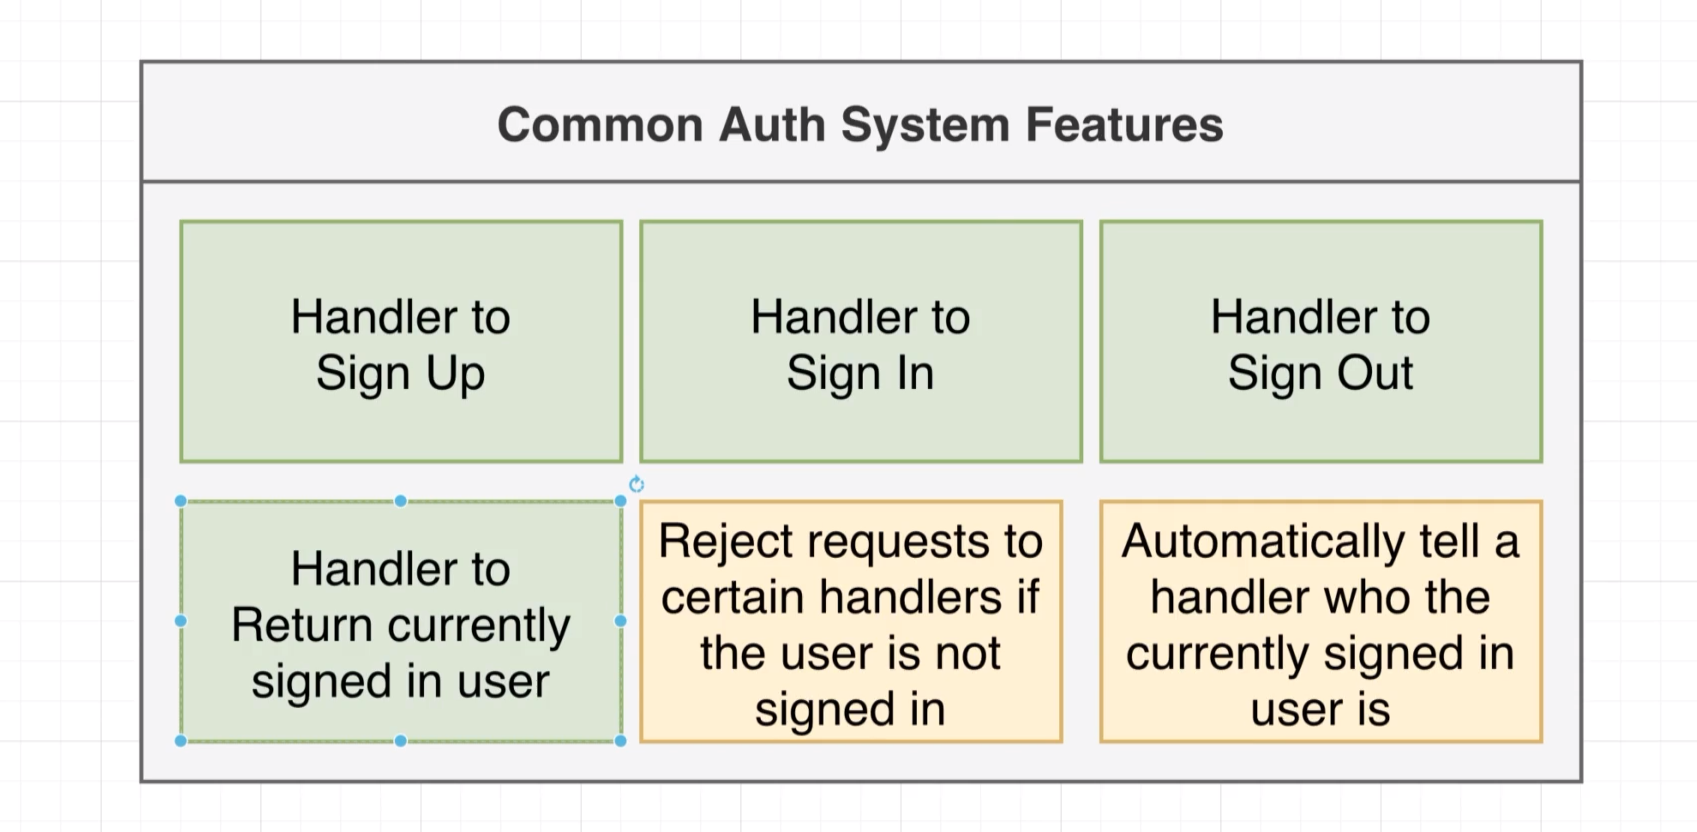 Common Auth System Features
Handler to
Sign Up
Handler to
Sign In
Handler to
Sign Out
Handler to
Return currently
signed in user
Reject requests to
certain handlers if
the user is not
signed in
Automatically tell a
handler who the
currently signed in
user is